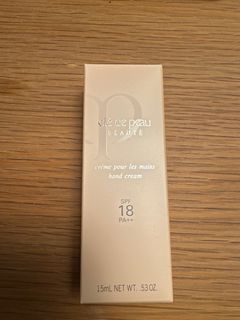 clé de peau
BEAUTÉ
crème pour les mains
hand cream
SPF
18
PA++
15mL NET WT. .53 OZ.